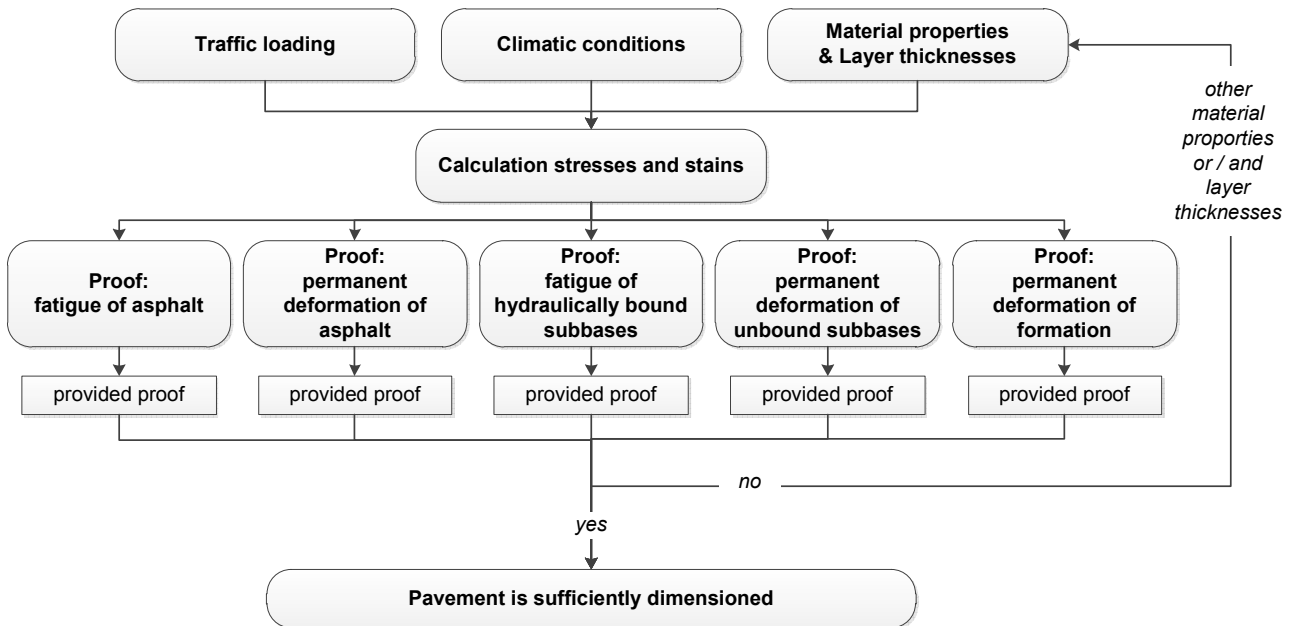 Traffic loading
Climatic conditions
Material properties
& Layer thicknesses
other
material
proporties
or / and
layer
thicknesses
Calculation stresses and stains
Proof:
fatigue of asphalt
Proof:
permanent
deformation of
asphalt
Proof:
fatigue of
hydraulically bound
subbases
Proof:
permanent
deformation of
unbound subbases
Proof:
permanent
deformation of
formation
provided proof
provided proof
provided proof
provided proof
provided proof
no
yes
Pavement is sufficiently dimensioned